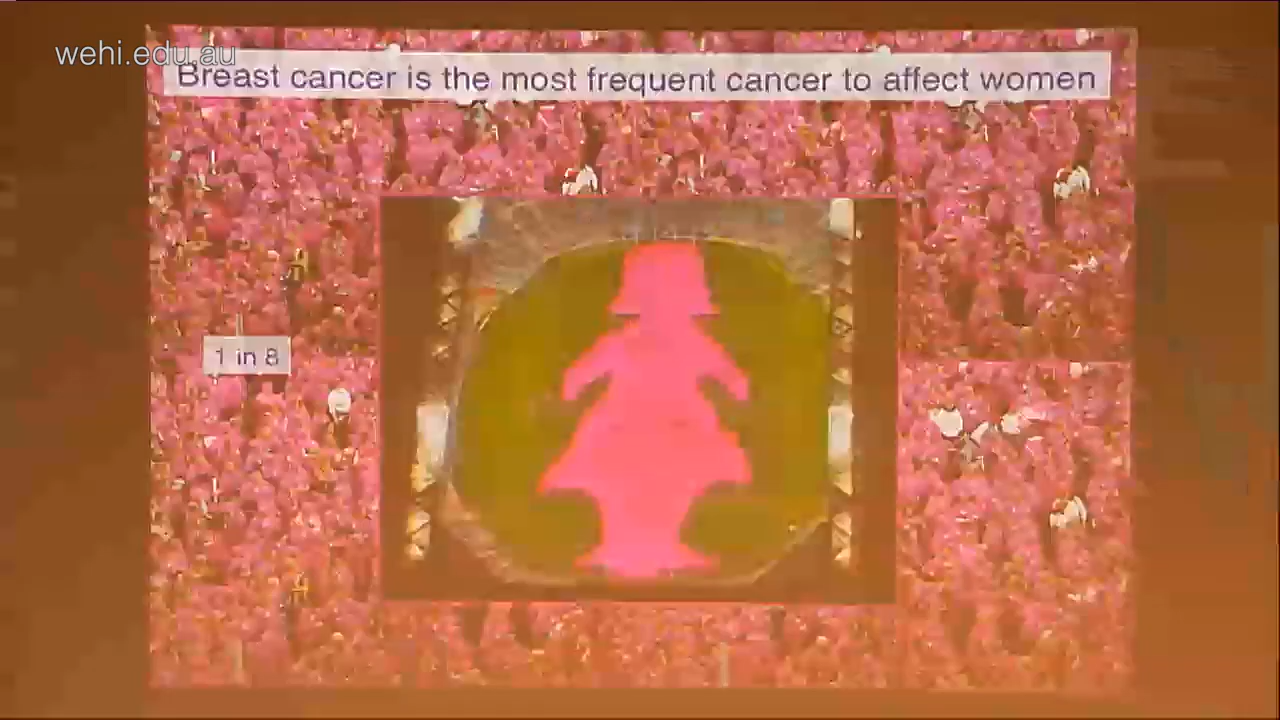 wehi.edu.au
Breast cancer is the most frequent cancer to affect women
1 in 8